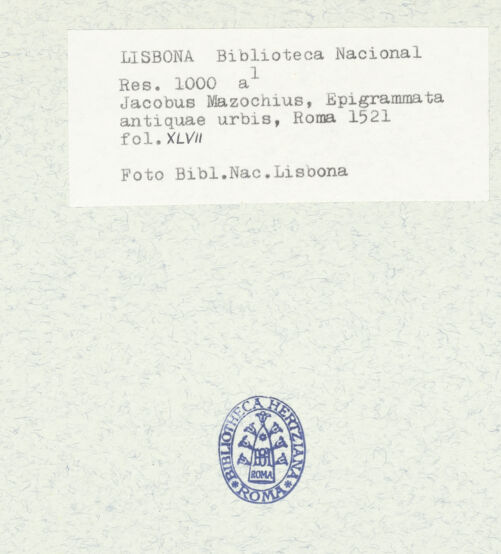 LISBONA Biblioteca Nacional
Res. 1000 a1
Jacobus Mazochius, Epigrammata
antiquae urbis, Roma 1521
fol. XLVII
Foto Bibl.Nac.Lisbona
BIBLIOTHECA HERTZIANA
ROMA
* ROMA *